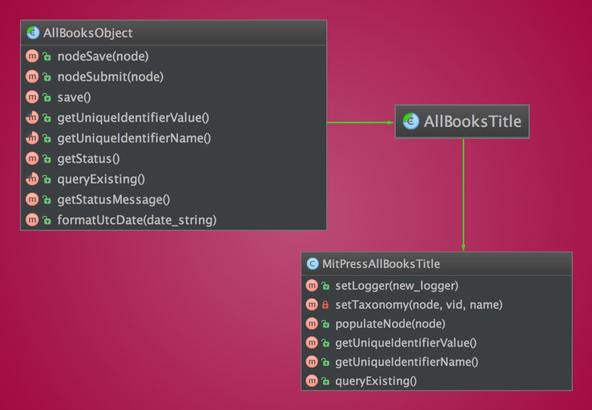 AllBooksObject
nodeSave(node)
nodeSubmit(node)
save()
getUniqueIdentifierValue()
getUniqueIdentifierName()
getStatus()
queryExisting()
getStatusMessage()
formatUtcDate(date_string)
AllBooksTitle
MitPressAllBooksTitle
setLogger(new_logger)
setTaxonomy(node, vid, name)
populateNode(node)
getUniqueIdentifierValue()
getUniqueIdentifierName()
queryExisting()